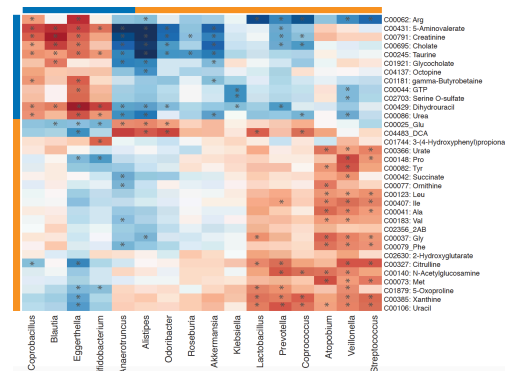 C00062: Arg
C00431: 5-Aminovalerate
C00791: Creatinine
C00695: Cholate
C00245: Taurine
C01921: Glycocholate
C04137: Octopine
C01181: gamma-Butyrobetaine
C00044: GTP
C02703: Serine O-sulfate
C00429: Dihydrouracil
C00086: Urea
C00025: Glu
C04483: DCA
C01744: 3-(4-Hydroxyphenyl)propiona
C00366: Urate
C00148: Pro
C00082: Tyr
C00042: Succinate
C00077: Ornithine
C00123: Leu
C00407: Ile
C00041: Ala
C00183: Val
C02356: 2AB
C00037: Gly
C00079: Phe
C02630: 2-Hydroxyglutarate
C00327: Citrulline
C00140: N-Acetylglucosamine
C00073: Met
C01879: 5-Oxoproline
C00385: Xanthine
C00106: Uracil
Coprobacillus
Blautia
Eggerthella
ifidobacterium
Anaerotruncus
Alistipes
Odoribacter
Roseburia
Akkermansia
Klebsiella
Lactobacillus
Prevotella
Coprococcus
Atopobium
Veillonella
Streptococcus